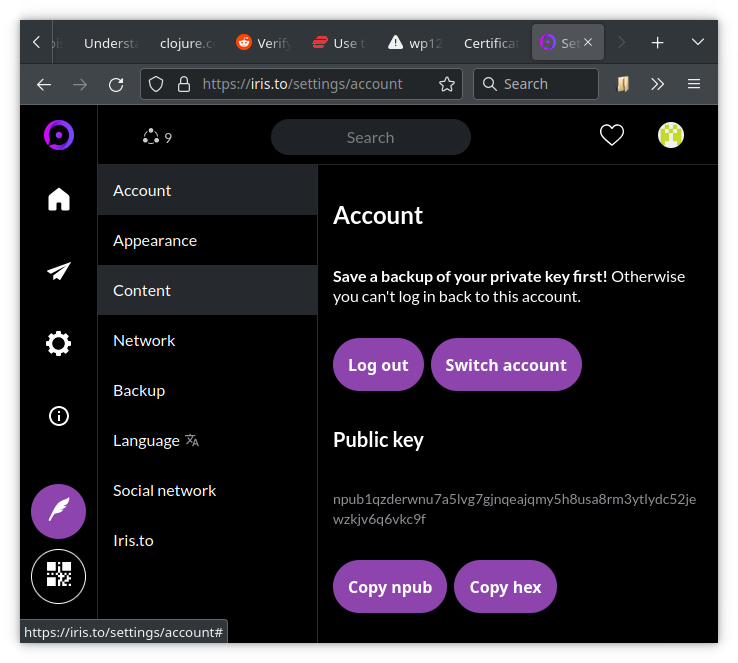 Understa
clojure.c
Verify
Use t
wp12
Certificat
Set
https://iris.to/settings/account
Search
9
Search
Account
Appearance
Content
Network
Backup
Language
Social network
Iris.to
Account
Save a backup of your private key first! Otherwise
you can't log in back to this account.
Log out
Switch account
Public key
npub1qzderwnu7a5lvg7gjnqeajqmy5h8usa8rm3ytlydc52je
wzkjv6q6vkc9f
Copy npub
Copy hex
https://iris.to/settings/account#